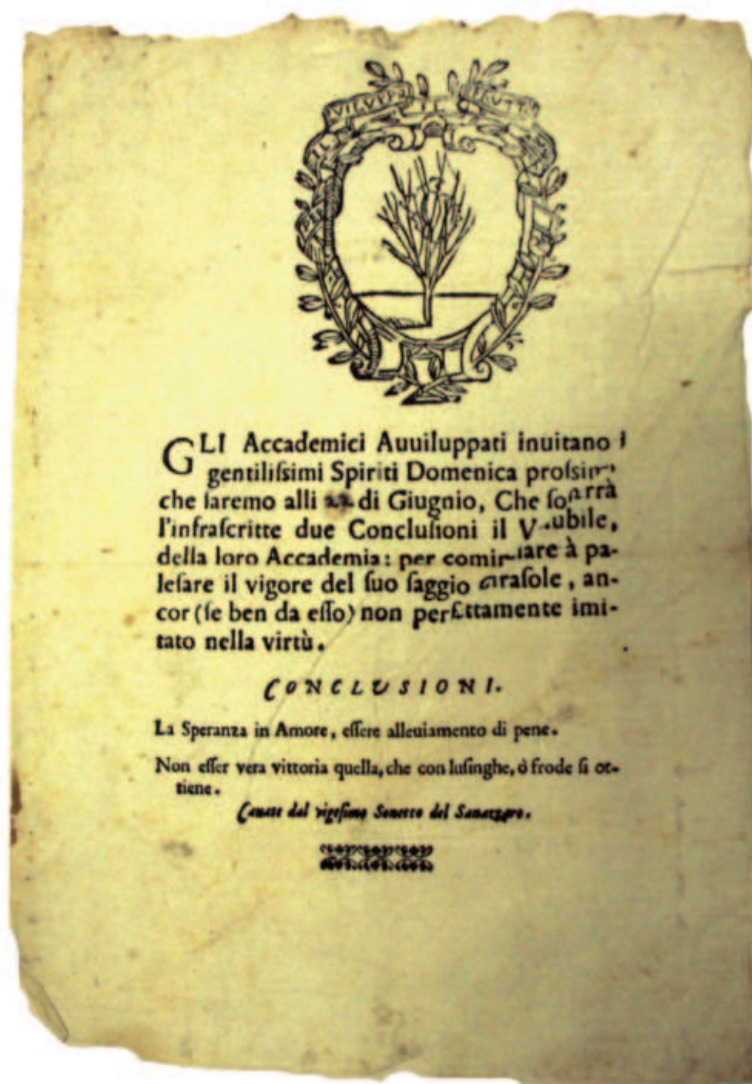 GLI Accademici Auuiluppati inuitano i
gentiliſsimi Spiriti Domenica proſsima
che ſaremo alli di Giugnio, Che
l'infraſcritte due Concluſioni il
della loro Accademia: per cominciare à pa-
leſare il vigore del ſuo ſaggio Giraſole, an-
cor (ſe ben da eſſo) non perfettamente imi-
tato nella virtù.
CONCLUSIONI.
La Speranza in Amore, eſſere alleuiamento di pene.
Non eſſer vera vittoria quella, che con luſinghe, ò frode ſi ot-
tiene.
Cauate dal vigeſimo Sonetto del Sanazzaro.